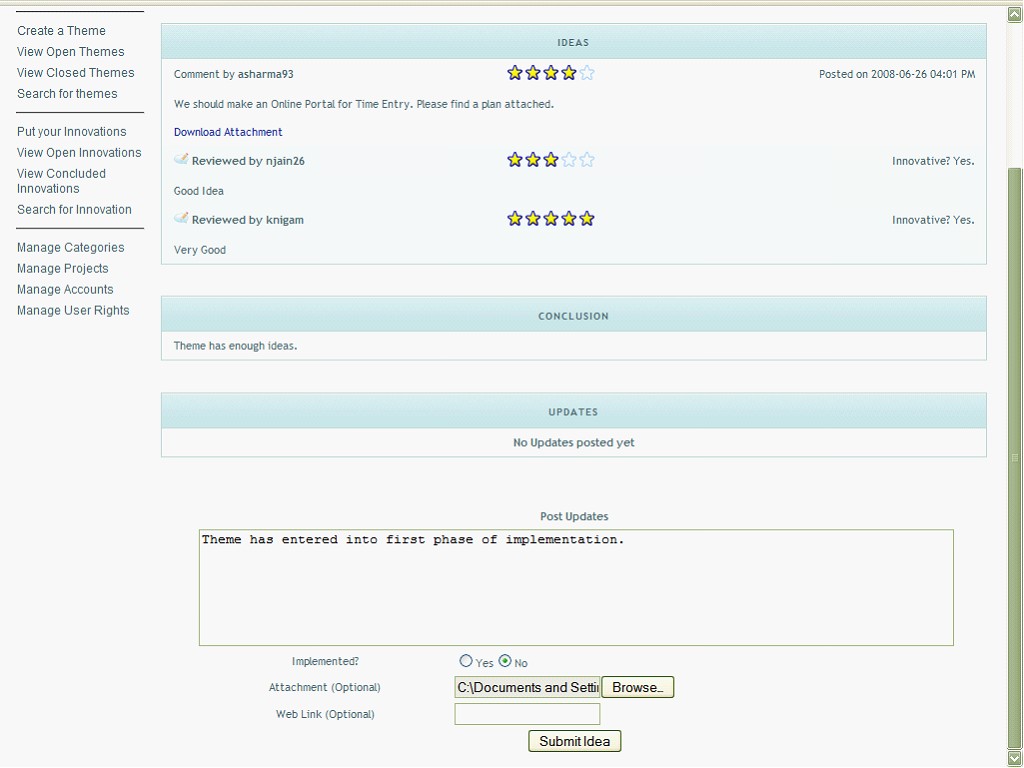 Create a Theme
View Open Themes
View Closed Themes
Search for themes
Put your Innovations
View Open Innovations
View Concluded
Innovations
Search for Innovation
Manage Categories
Manage Projects
Manage Accounts
Manage User Rights
IDEAS
Comment by asharma93 Posted on 2008-06-26 04:01 PM
We should make an Online Portal for Time Entry. Please find a plan attached.
Download Attachment
Reviewed by njain26 Innovative? Yes.
Good Idea
Reviewed by knigam Innovative? Yes.
Very Good
CONCLUSION
Theme has enough ideas.
UPDATES
No Updates posted yet
Post Updates
Theme has entered into first phase of implementation.
Implemented? Yes No
Attachment (Optional) C:\Documents and Settin Browse...
Web Link (Optional)
Submit Idea